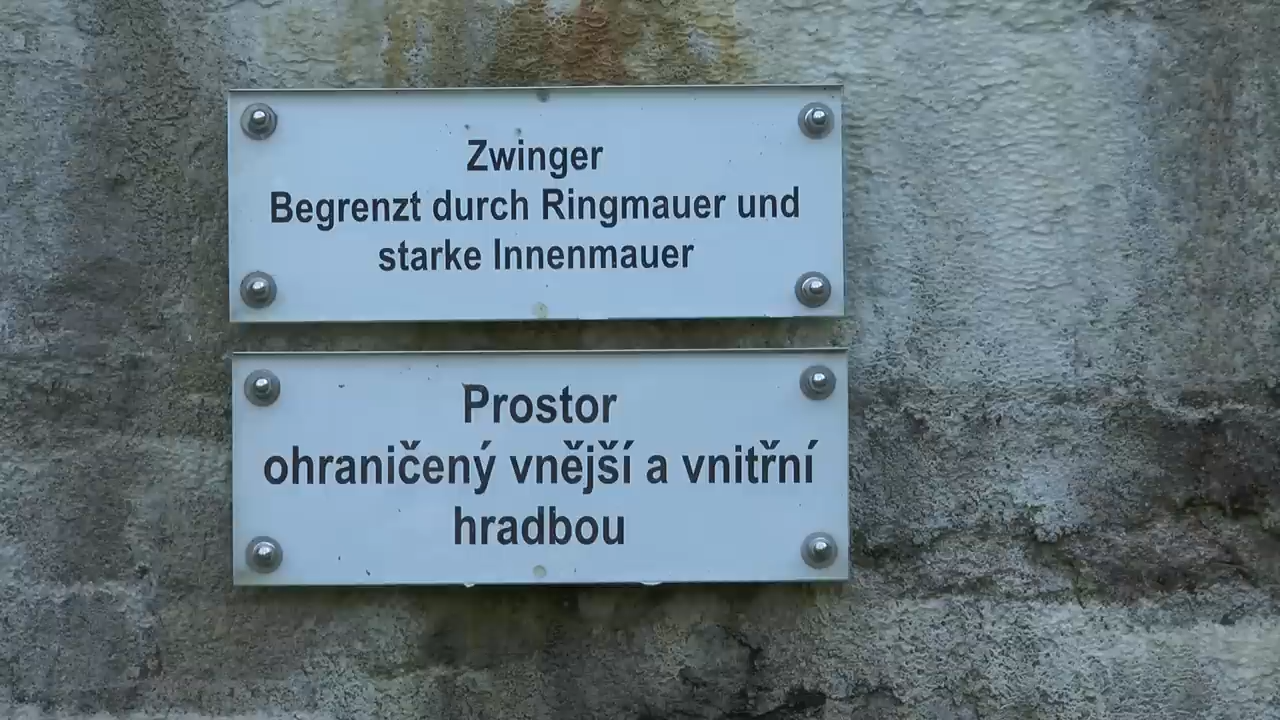 Zwinger
Begrenzt durch Ringmauer und
starke Innenmauer
Prostor
ohraničený vnější a vnitřní
hradbou